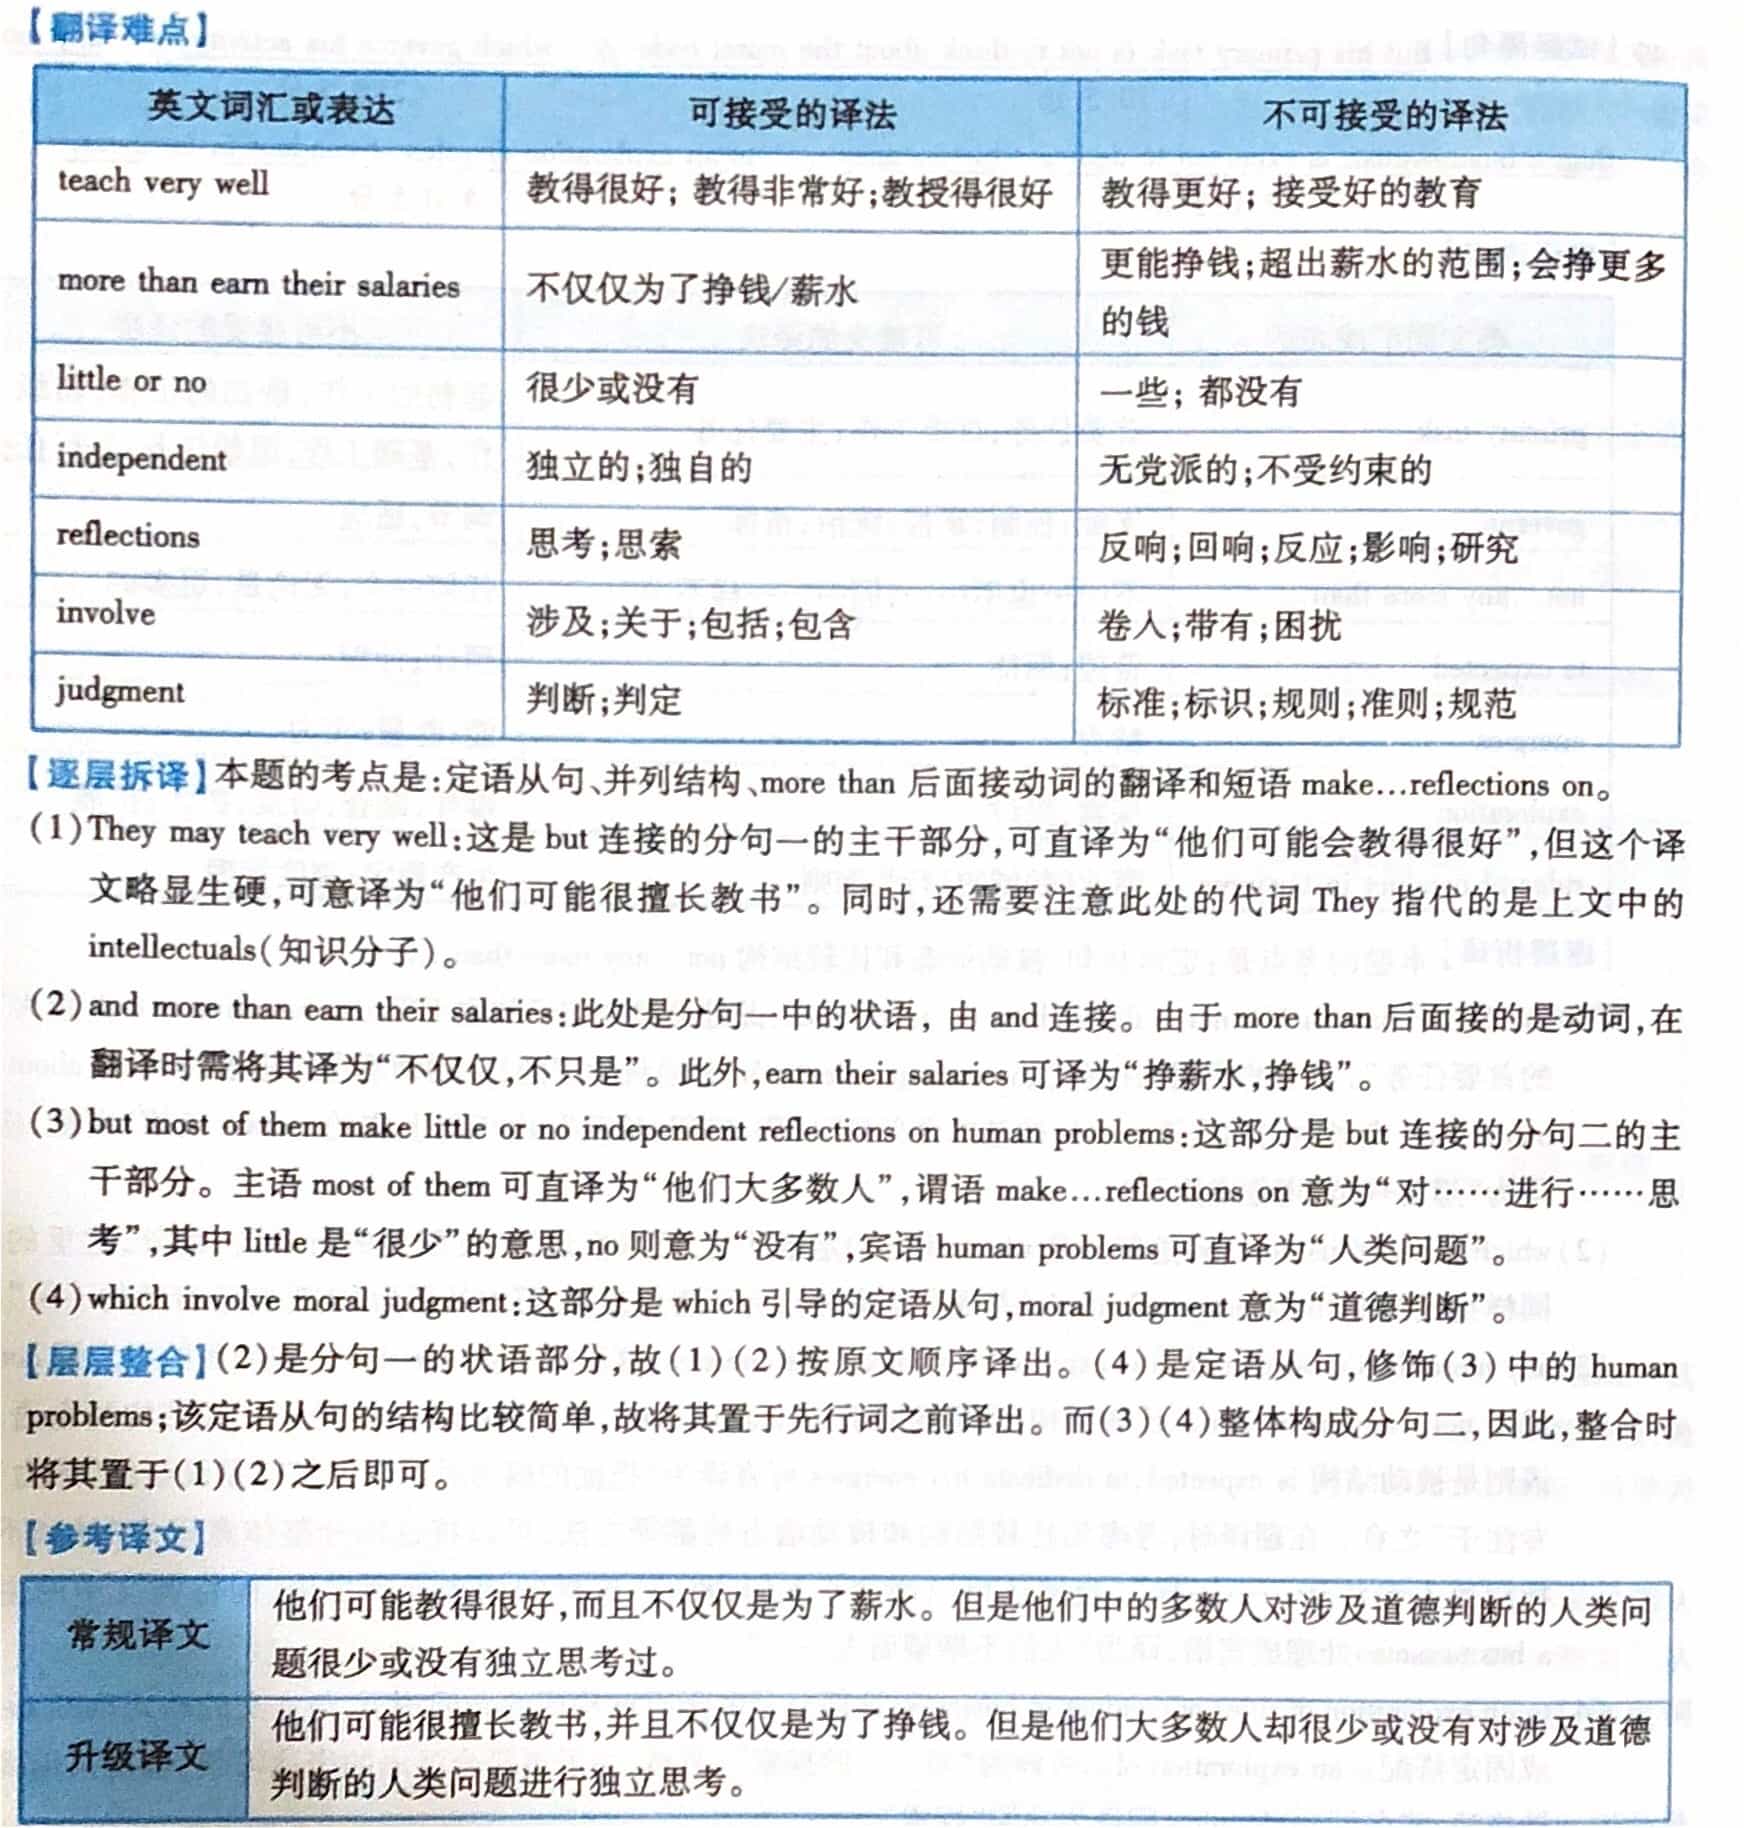 【翻译难点】
英文词汇或表达 可接受的译法 不可接受的译法
teach very well 教得很好；教得非常好；教授得很好 教得更好；接受好的教育
more than earn their salaries 不仅仅为了挣钱/薪水 更能挣钱；超出薪水的范围；会挣更多
的钱
little or no 很少或没有 一些；都没有
independent 独立的；独自的 无党派的；不受约束的
reflections 思考；思索 反响；回响；反应；影响；研究
involve 涉及；关于；包括；包含 卷人；带有；困扰
judgment 判断；判定 标准；标识；规则；准则；规范
【逐层拆译】本题的考点是：定语从句、并列结构、more than 后面接动词的翻译和短语 make…reflections on。
(1)They may teach very well：这是 but 连接的分句一的主干部分，可直译为“他们可能会教得很好”，但这个译
文略显生硬，可意译为“他们可能很擅长教书”。同时，还需要注意此处的代词 They 指代的是上文中的
intellectuals(知识分子)。
(2)and more than earn their salaries：此处是分句一中的状语，由 and 连接。由于 more than 后面接的是动词，在
翻译时需将其译为“不仅仅，不只是”。此外，earn their salaries 可译为“挣薪水，挣钱”。
(3)but most of them make little or no independent reflections on human problems：这部分是 but 连接的分句二的主
干部分。主语 most of them 可直译为“他们大多数人”，谓语 make…reflections on 意为“对……进行……思
考”，其中 little 是“很少”的意思，no 则意为“没有”，宾语 human problems 可直译为“人类问题”。
(4)which involve moral judgment：这部分是 which 引导的定语从句，moral judgment 意为“道德判断”。
【层层整合】(2)是分句一的状语部分，故(1)(2)按原文顺序译出。(4)是定语从句，修饰(3)中的 human
problems；该定语从句的结构比较简单，故将其置于先行词之前译出。而(3)(4)整体构成分句二，因此，整合时
将其置于(1)(2)之后即可。
【参考译文】
常规译文 他们可能教得很好，而且不仅仅是为了薪水。但是他们中的多数人对涉及道德判断的人类问
题很少或没有独立思考过。
升级译文 他们可能很擅长教书，并且不仅仅是为了挣钱。但是他们大多数人却很少或没有对涉及道德
判断的人类问题进行独立思考。